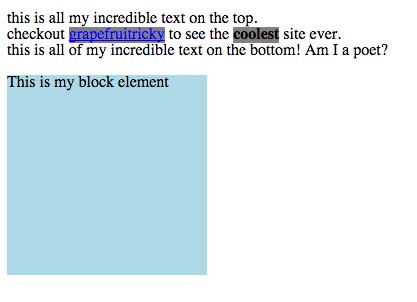 this is all my incredible text on the top.
checkout grapefruitricky to see the coolest site ever.
this is all of my incredible text on the bottom! Am I a poet?
This is my block element